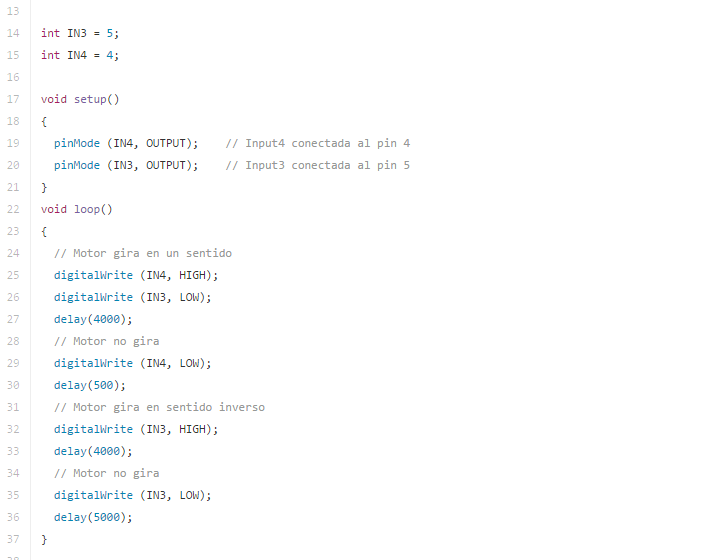 13
14 int IN3 = 5;
15 int IN4 = 4;
16
17 void setup()
18 {
19 pinMode (IN4, OUTPUT);    // Input4 conectada al pin 4
20 pinMode (IN3, OUTPUT);    // Input3 conectada al pin 5
21 }
22 void loop()
23 {
24 // Motor gira en un sentido
25 digitalWrite (IN4, HIGH);
26 digitalWrite (IN3, LOW);
27 delay(4000);
28 // Motor no gira
29 digitalWrite (IN4, LOW);
30 delay(500);
31 // Motor gira en sentido inverso
32 digitalWrite (IN3, HIGH);
33 delay(4000);
34 // Motor no gira
35 digitalWrite (IN3, LOW);
36 delay(5000);
37 }